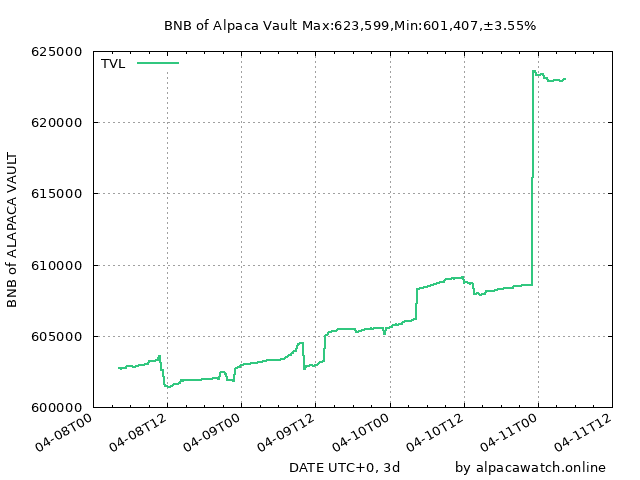 BNB of Alpaca Vault Max:623,599,Min:601,407,±3.55%
TVL
625000
620000
615000
610000
605000
600000
BNB of ALAPACA VAULT
04-08T00
04-08T12
04-09T00
04-09T12
04-10T00
04-10T12
04-11T00
04-11T12
DATE UTC+0, 3d
by alpacawatch.online